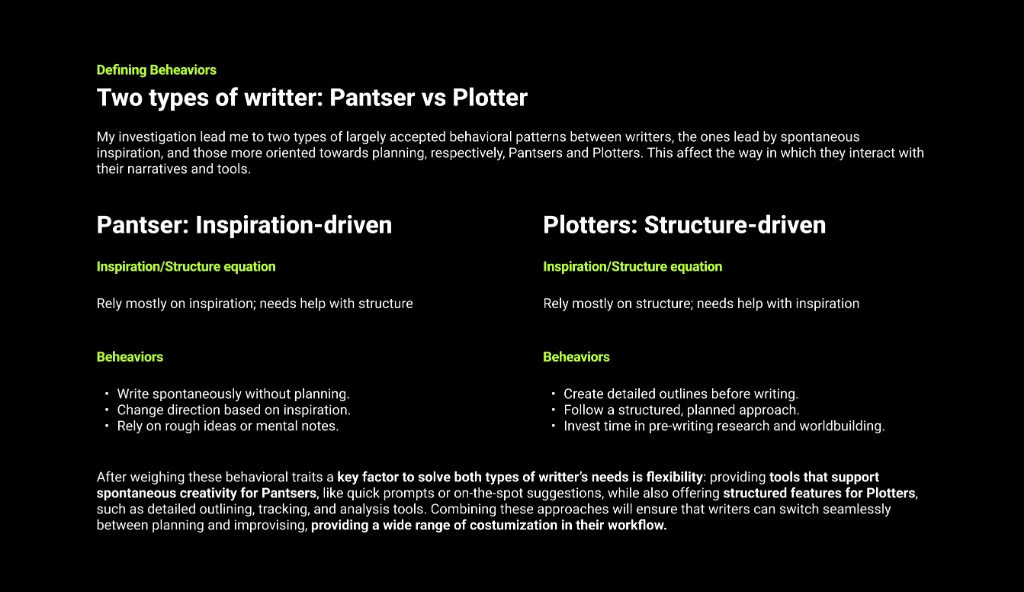 Defining Beheaviors
Two types of writter: Pantser vs Plotter
My investigation lead me to two types of largely accepted behavioral patterns between writters, the ones lead by spontaneous
inspiration, and those more oriented towards planning, respectively, Pantsers and Plotters. This affect the way in which they interact with
their narratives and tools.
Pantser: Inspiration-driven
Inspiration/Structure equation
Rely mostly on inspiration; needs help with structure
Beheaviors
• Write spontaneously without planning.
• Change direction based on inspiration.
• Rely on rough ideas or mental notes.
Plotters: Structure-driven
Inspiration/Structure equation
Rely mostly on structure; needs help with inspiration
Beheaviors
• Create detailed outlines before writing.
• Follow a structured, planned approach.
• Invest time in pre-writing research and worldbuilding.
After weighing these behavioral traits a key factor to solve both types of writter's needs is flexibility: providing tools that support
spontaneous creativity for Pantsers, like quick prompts or on-the-spot suggestions, while also offering structured features for Plotters,
such as detailed outlining, tracking, and analysis tools. Combining these approaches will ensure that writers can switch seamlessly
between planning and improvising, providing a wide range of costumization in their workflow.